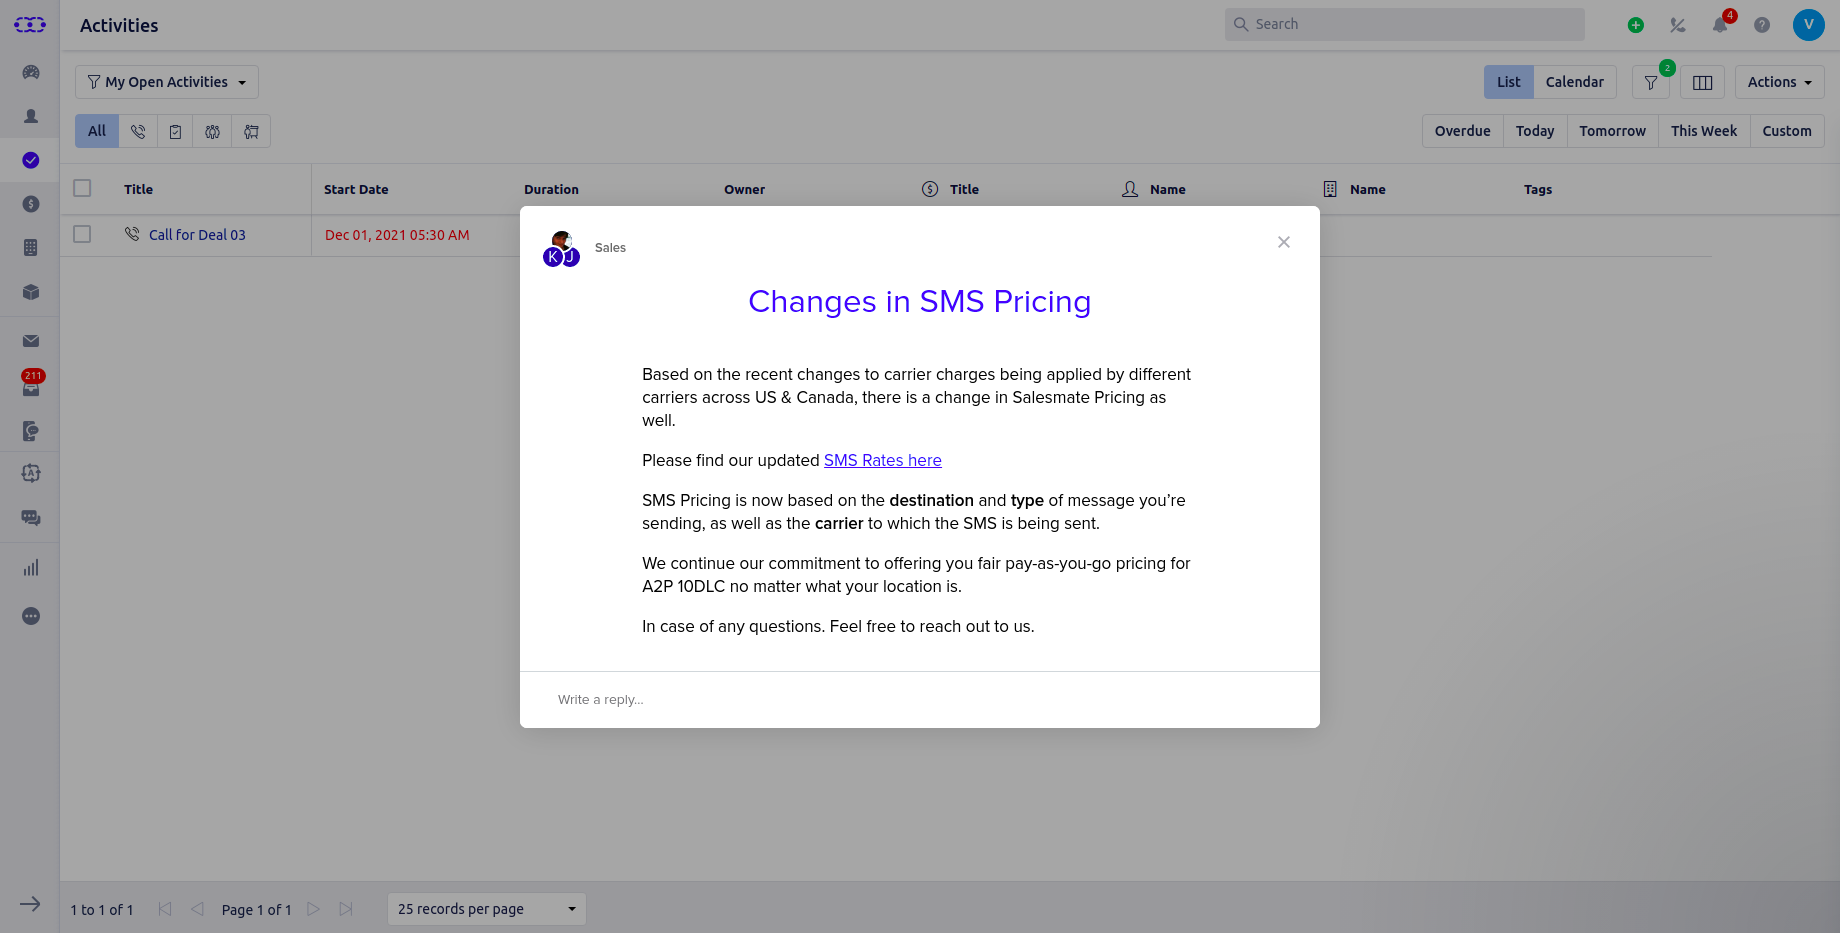 Activities
Search
4
V
My Open Activities
List
Calendar
2
Actions
All
Overdue
Today
Tomorrow
This Week
Custom
Title
Start Date
Duration
Owner
Title
Name
Name
Tags
Call for Deal 03
Dec 01, 2021 05:30 AM
K
J
Sales
Changes in SMS Pricing
Based on the recent changes to carrier charges being applied by different
carriers across US & Canada, there is a change in Salesmate Pricing as
well.
Please find our updated SMS Rates here
SMS Pricing is now based on the destination and type of message you’re
sending, as well as the carrier to which the SMS is being sent.
We continue our commitment to offering you fair pay-as-you-go pricing for
A2P 10DLC no matter what your location is.
In case of any questions. Feel free to reach out to us.
Write a reply...
211
1 to 1 of 1
Page 1 of 1
25 records per page